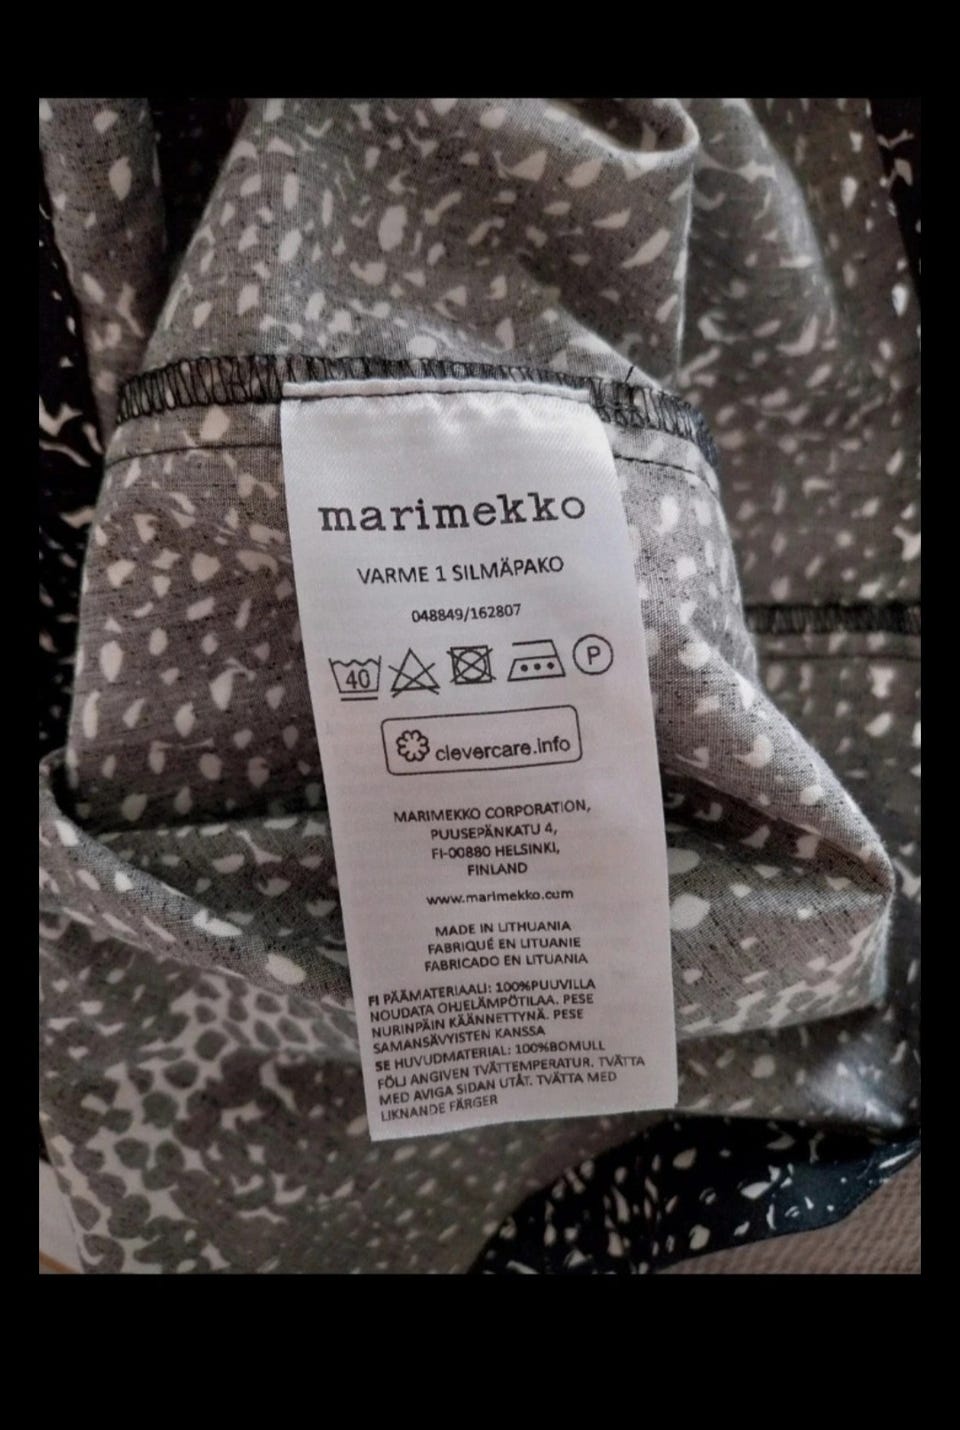 marimekko
VARME 1 SILMÄPAKO
048849/162807
40
P
clevercare.info
MARIMEKKO CORPORATION,
PUUSEPÄNKATU 4,
FI-00880 HELSINKI,
FINLAND
www.marimekko.com
MADE IN LITHUANIA
FABRIQUÉ EN LITUANIE
FABRICADO EN LITUANIA
FI PÄÄMATERIAALI: 100%PUUVILLA
NOUDATA OHJELÄMPÖTILAA. PESE
NURINPÄIN KÄÄNNETTYNÄ. PESE
SAMANSÄVYISTEN KANSSA
SE HUVUDMATERIAL: 100%BOMULL
FÖLJ ANGIVEN TVÄTTEMPERATUR. TVÄTTA
MED AVIGA SIDAN UTÅT. TVÄTTA MED
LIKNANDE FÄRGER